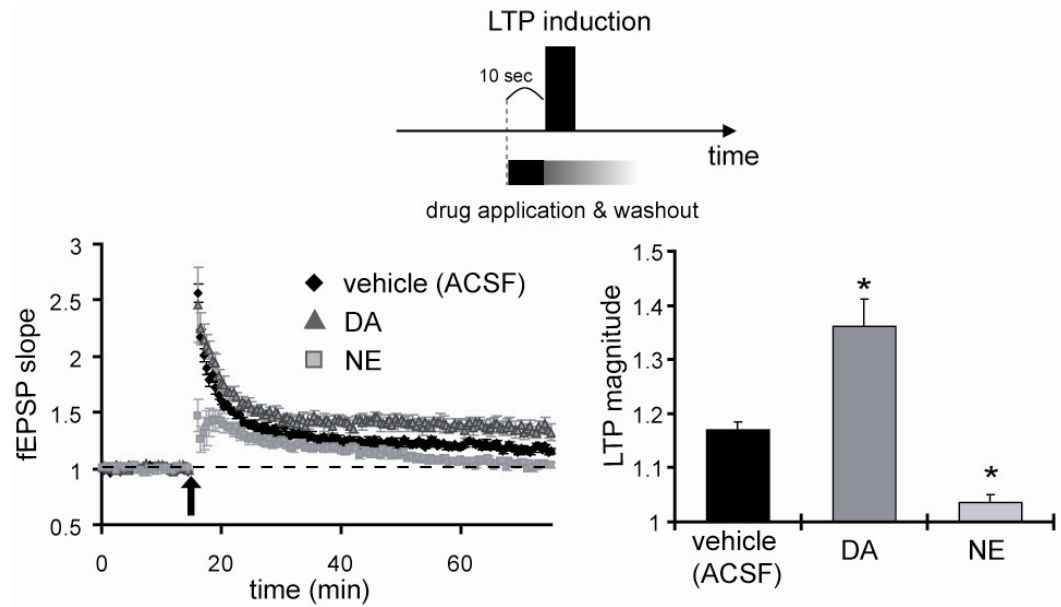 LTP induction
10 sec
time
drug application & washout
3
2.5
2
1.5
1
0.5
fEPSP slope
vehicle (ACSF)
DA
NE
0
20
40
60
time (min)
1.5
1.4
1.3
1.2
1.1
1
LTP magnitude
*
*
vehicle
(ACSF)
DA
NE